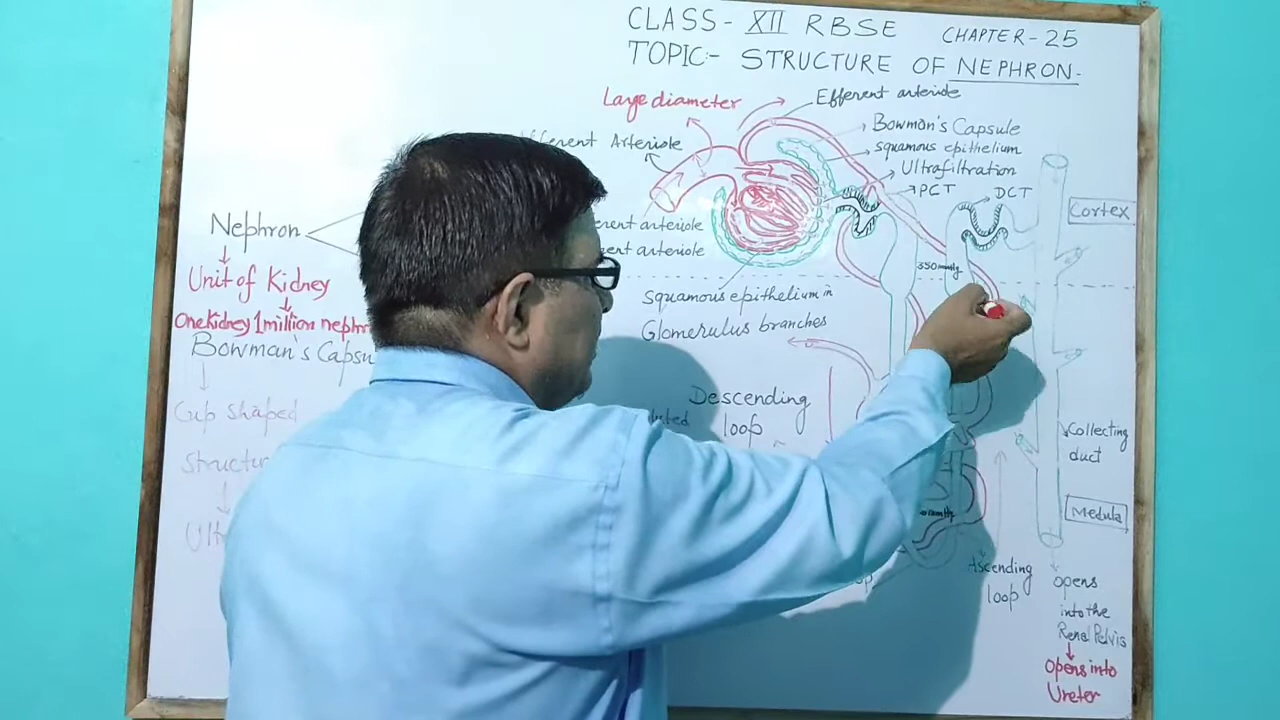 CLASS- XII RBSE CHAPTER-25
TOPIC:- STRUCTURE OF NEPHRON.
Large diameter
Efferent arteriole
Arteriole
Bowman's Capsule
squamous epithelium
Ultrafiltration
PCT
DCT
Cortex
Nephron
arteriole
arteriole
Unit of Kidney
One Kidney 1 million
Bowman's
Cup shaped
squamous epithelium in
Glomerulus branches
Descending
loop
Collecting
duct
Medula
Ascending
loop
opens
into the
Renal Pelvis
Opens into
Ureter